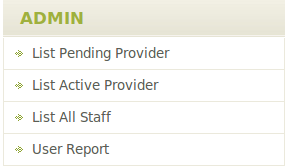 ADMIN
List Pending Provider
List Active Provider
List All Staff
User Report